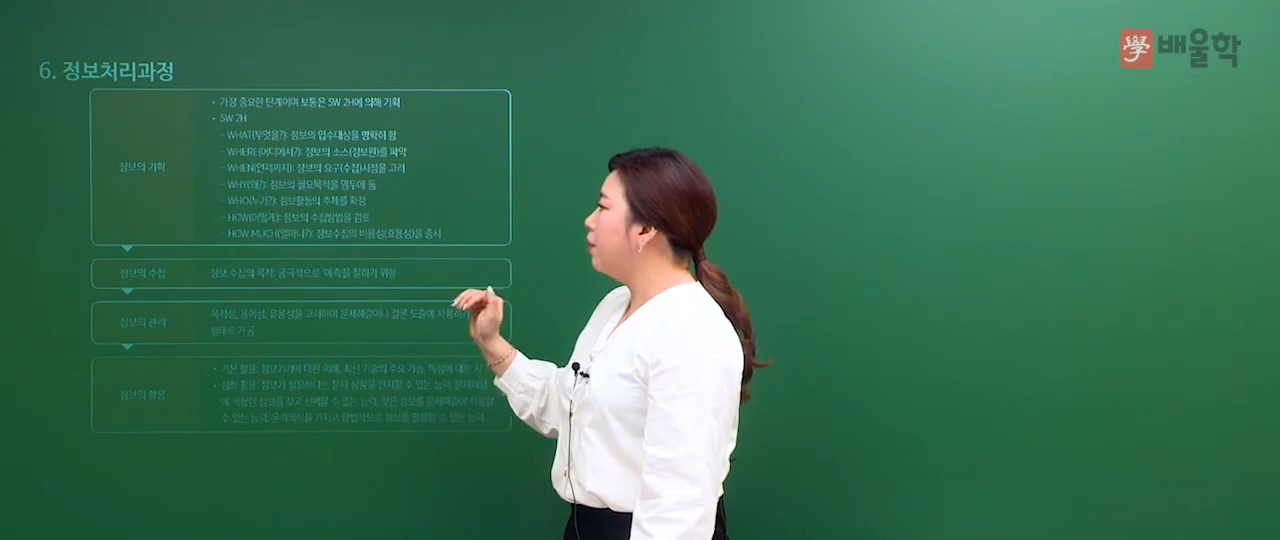 學 배울학
6. 정보처리과정
정보의 기획
• 가장 중요한 단계이며 보통은 5W 2H에 의해 기획
• 5W 2H
- WHAT(무엇을?): 정보의 입수대상을 명확히 함
- WHERE(어디에서?): 정보의 소스(정보원)를 파악
- WHEN(언제까지): 정보의 요구(수집)시점을 고려
- WHY(왜?): 정보의 필요목적을 염두에 둠
- WHO(누가?): 정보활동의 주체를 확정
- HOW(어떻게): 정보의 수집방법을 검토
- HOW MUCH(얼마나?): 정보수집의 비용성(효용성)을 중시
정보의 수집
정보 수집의 목적: 궁극적으로 '예측'을 잘하기 위함
정보의 관리
목적성, 용이성, 유용성을 고려하여 문제해결이나 결론 도출에 사용하기
형태로 가공
정보의 활용
• 기본 활용: 정보기기에 대한 이해, 최신 기술의 주요 기능, 특성에 대한 지
• 심화 활용: 정보가 필요하다는 문제 상황을 인지할 수 있는 능력, 문제해결
에 적합한 정보를 찾고 선택할 수 있는 능력, 찾은 정보를 문제해결에 적용할
수 있는 능력, 윤리의식을 가지고 합법적으로 정보를 활용할 수 있는 능력